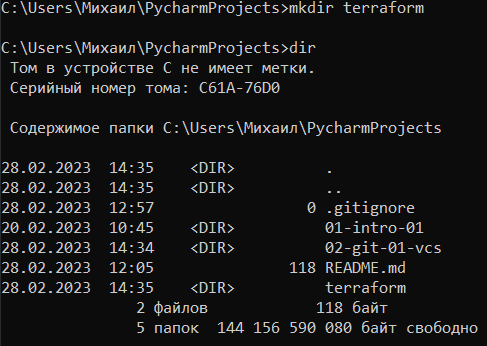 C:\Users\Михаил\PycharmProjects>mkdir terraform
C:\Users\Михаил\PycharmProjects>dir
Том в устройстве C не имеет метки.
Серийный номер тома: C61A-76D0
Содержимое папки C:\Users\Михаил\PycharmProjects
28.02.2023  14:35    <DIR>          .
28.02.2023  14:35    <DIR>          ..
28.02.2023  12:57                 0 .gitignore
20.02.2023  10:45    <DIR>          01-intro-01
28.02.2023  14:34    <DIR>          02-git-01-vcs
28.02.2023  12:05               118 README.md
28.02.2023  14:35    <DIR>          terraform
2 файлов            118 байт
5 папок  144 156 590 080 байт свободно